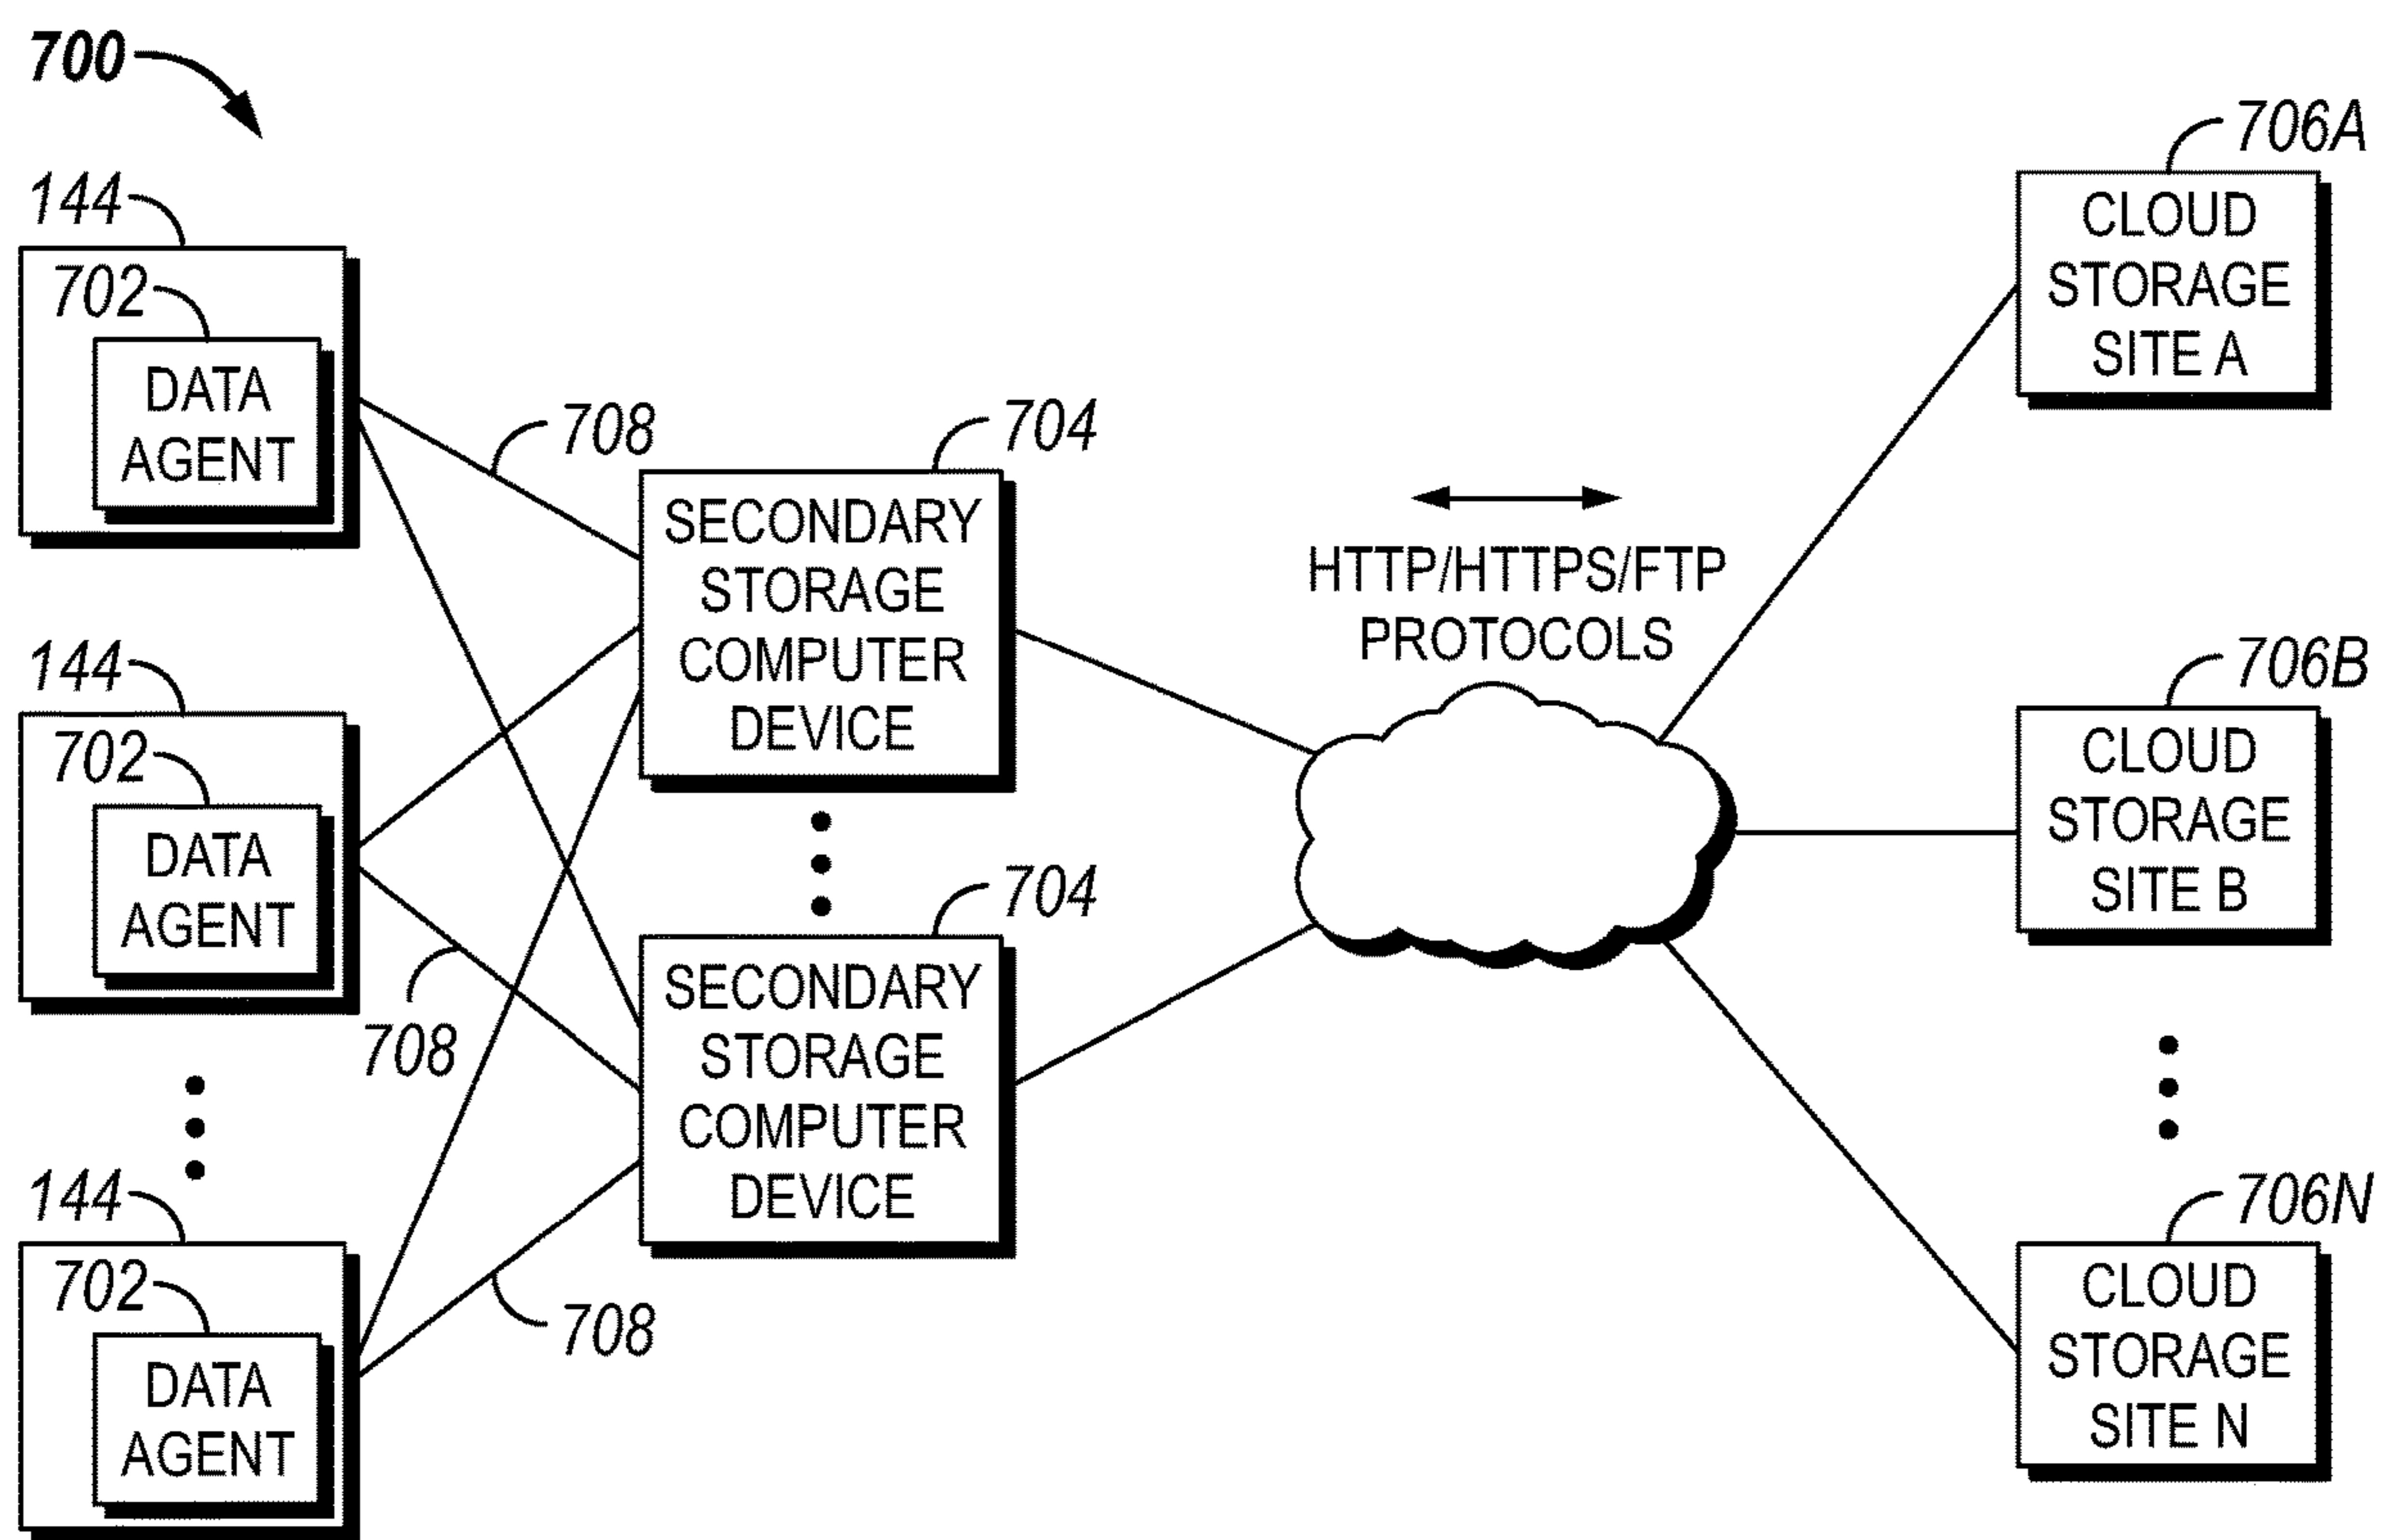 700
144
702
DATA
AGENT
708
144
702
DATA
AGENT
708
144
702
DATA
AGENT
708
704
SECONDARY
STORAGE
COMPUTER
DEVICE
704
SECONDARY
STORAGE
COMPUTER
DEVICE
HTTP/HTTPS/FTP
PROTOCOLS
706A
CLOUD
STORAGE
SITE A
706B
CLOUD
STORAGE
SITE B
706N
CLOUD
STORAGE
SITE N